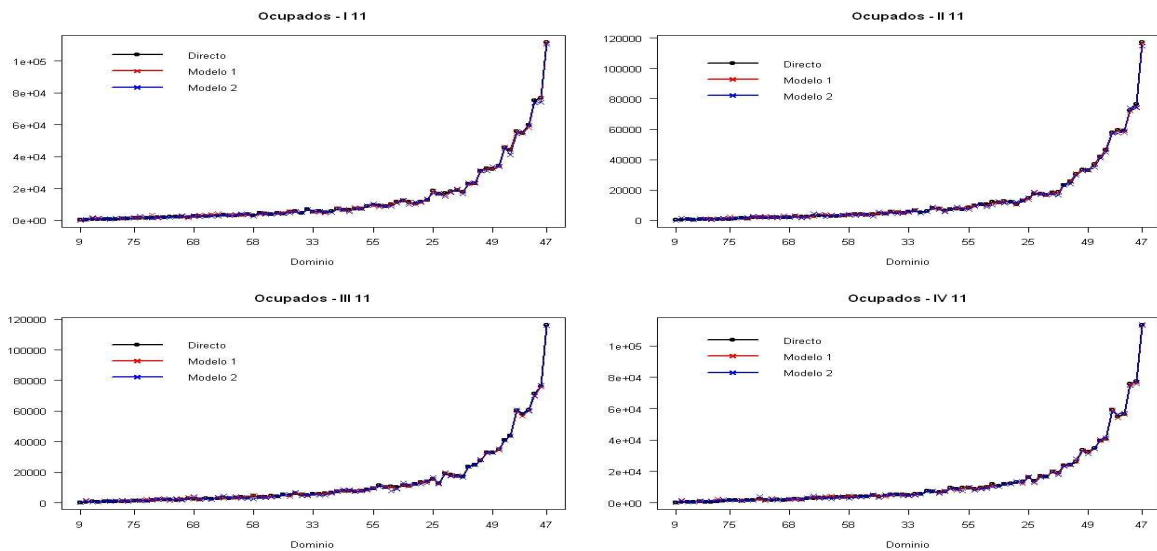 Ocupados - I 11
1e+05
8e+04
6e+04
4e+04
2e+04
0e+00
Directo
Modelo 1
Modelo 2
9 75 68 58 33 55 25 49 47
Dominio
Ocupados - II 11
120000
100000
80000
60000
40000
20000
0
Directo
Modelo 1
Modelo 2
9 75 68 58 33 55 25 49 47
Dominio
Ocupados - III 11
120000
100000
80000
60000
40000
20000
0
Directo
Modelo 1
Modelo 2
9 75 68 58 33 55 25 49 47
Dominio
Ocupados - IV 11
1e+05
8e+04
6e+04
4e+04
2e+04
0e+00
Directo
Modelo 1
Modelo 2
9 75 68 58 33 55 25 49 47
Dominio